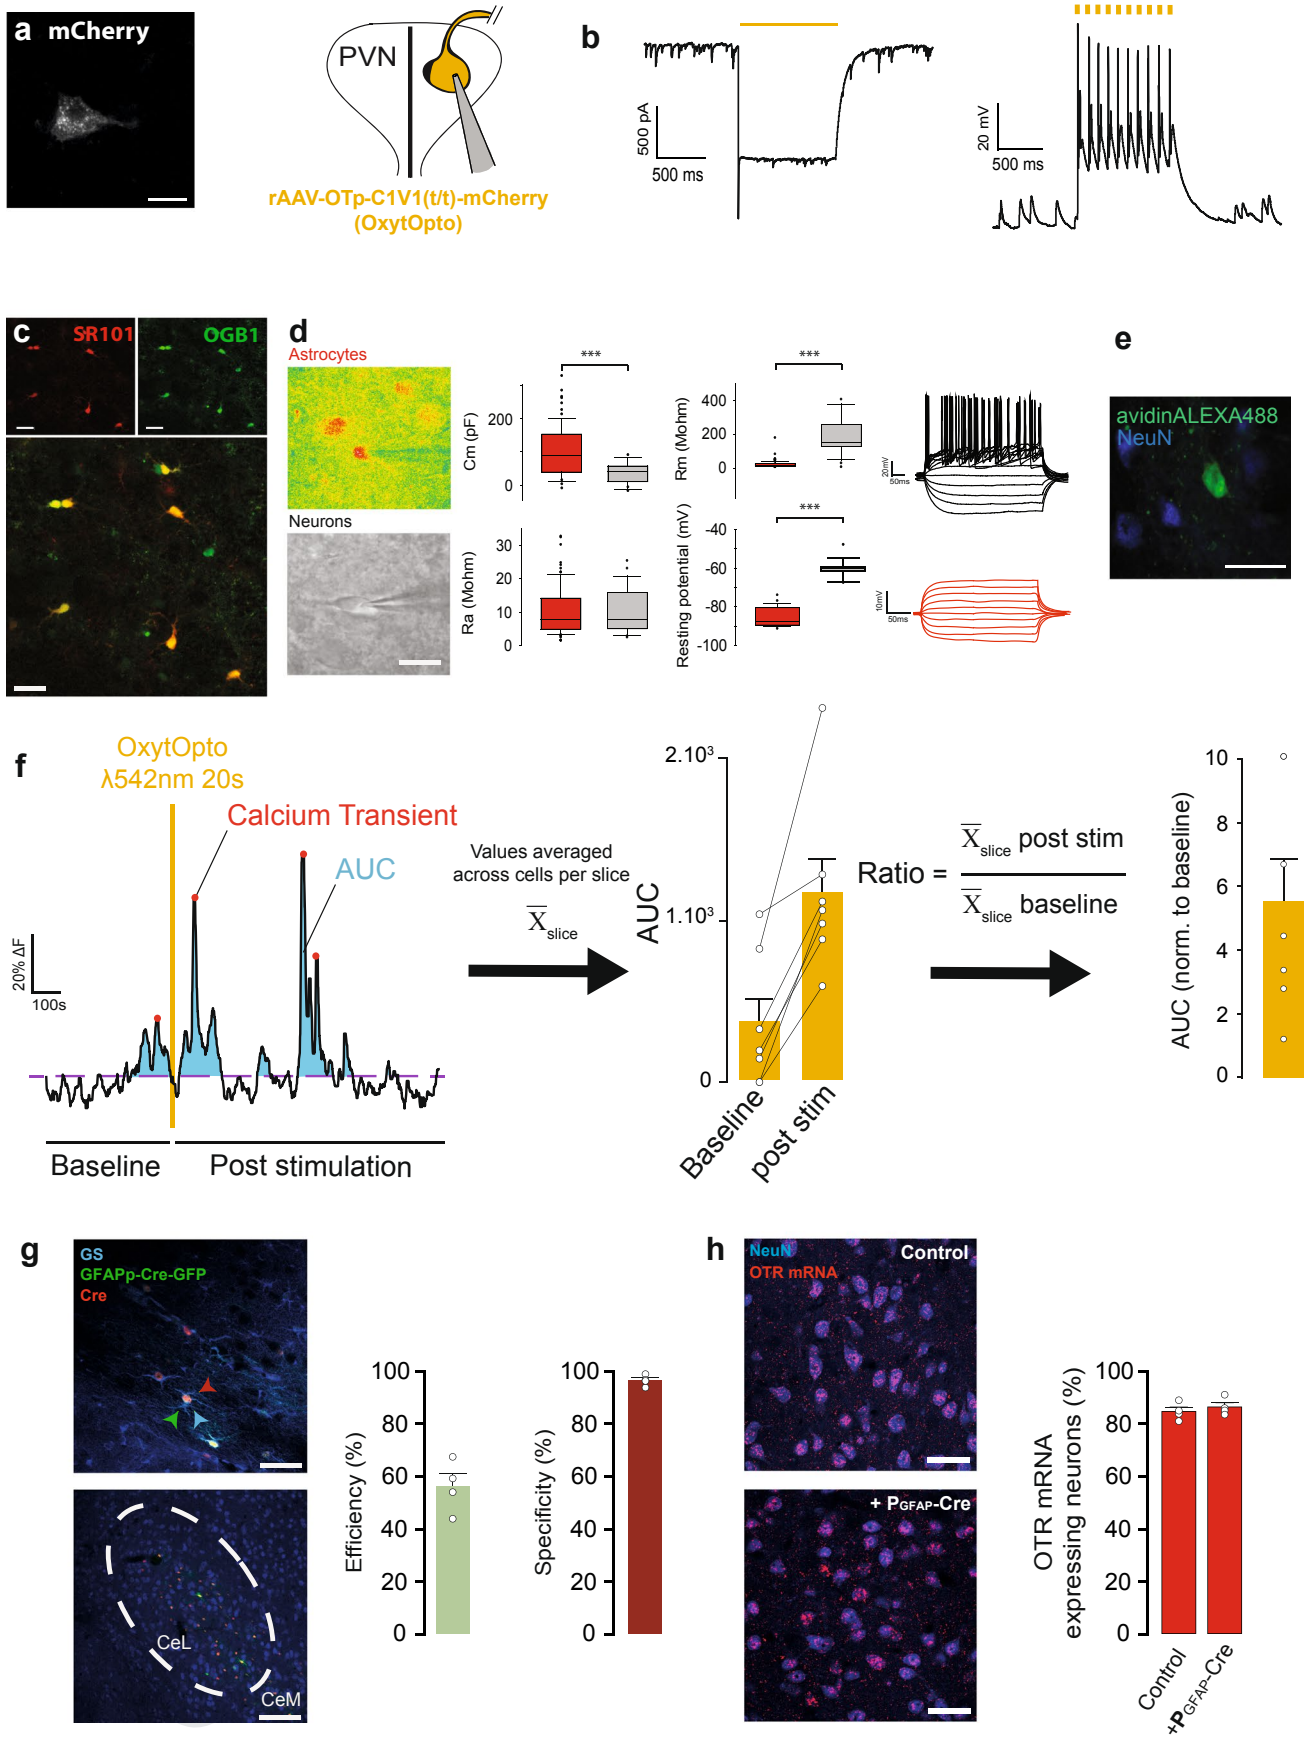 a
mCherry
PVN
rAAV-OTp-C1V1(t/t)-mCherry
(OxytOpto)
b
500 pA
500 ms
20 mV
500 ms
c
SR101
OGB1
d
Astrocytes
Neurons
Cm (pF)
200
0
***
Rm (Mohm)
400
200
0
***
20mV
50ms
Ra (Mohm)
30
20
10
0
Resting potential (mV)
-40
-60
-80
-100
***
10mV
50ms
e
avidinALEXA488
NeuN
f
OxytOpto
λ542nm 20s
Calcium Transient
AUC
20% ΔF
100s
Baseline
Post stimulation
Values averaged
across cells per slice
X̅slice
AUC
2.10³
1.10³
0
Baseline
post stim
Ratio =
X̅slice post stim
X̅slice baseline
AUC (norm. to baseline)
10
8
6
4
2
0
g
GS
GFAPp-Cre-GFP
Cre
CeL
CeM
Efficiency (%)
100
80
60
40
20
0
Specificity (%)
100
80
60
40
20
0
h
NeuN
OTR mRNA
Control
+ PGFAP-Cre
OTR mRNA
expressing neurons (%)
100
80
60
40
20
0
Control
+PGFAP-Cre